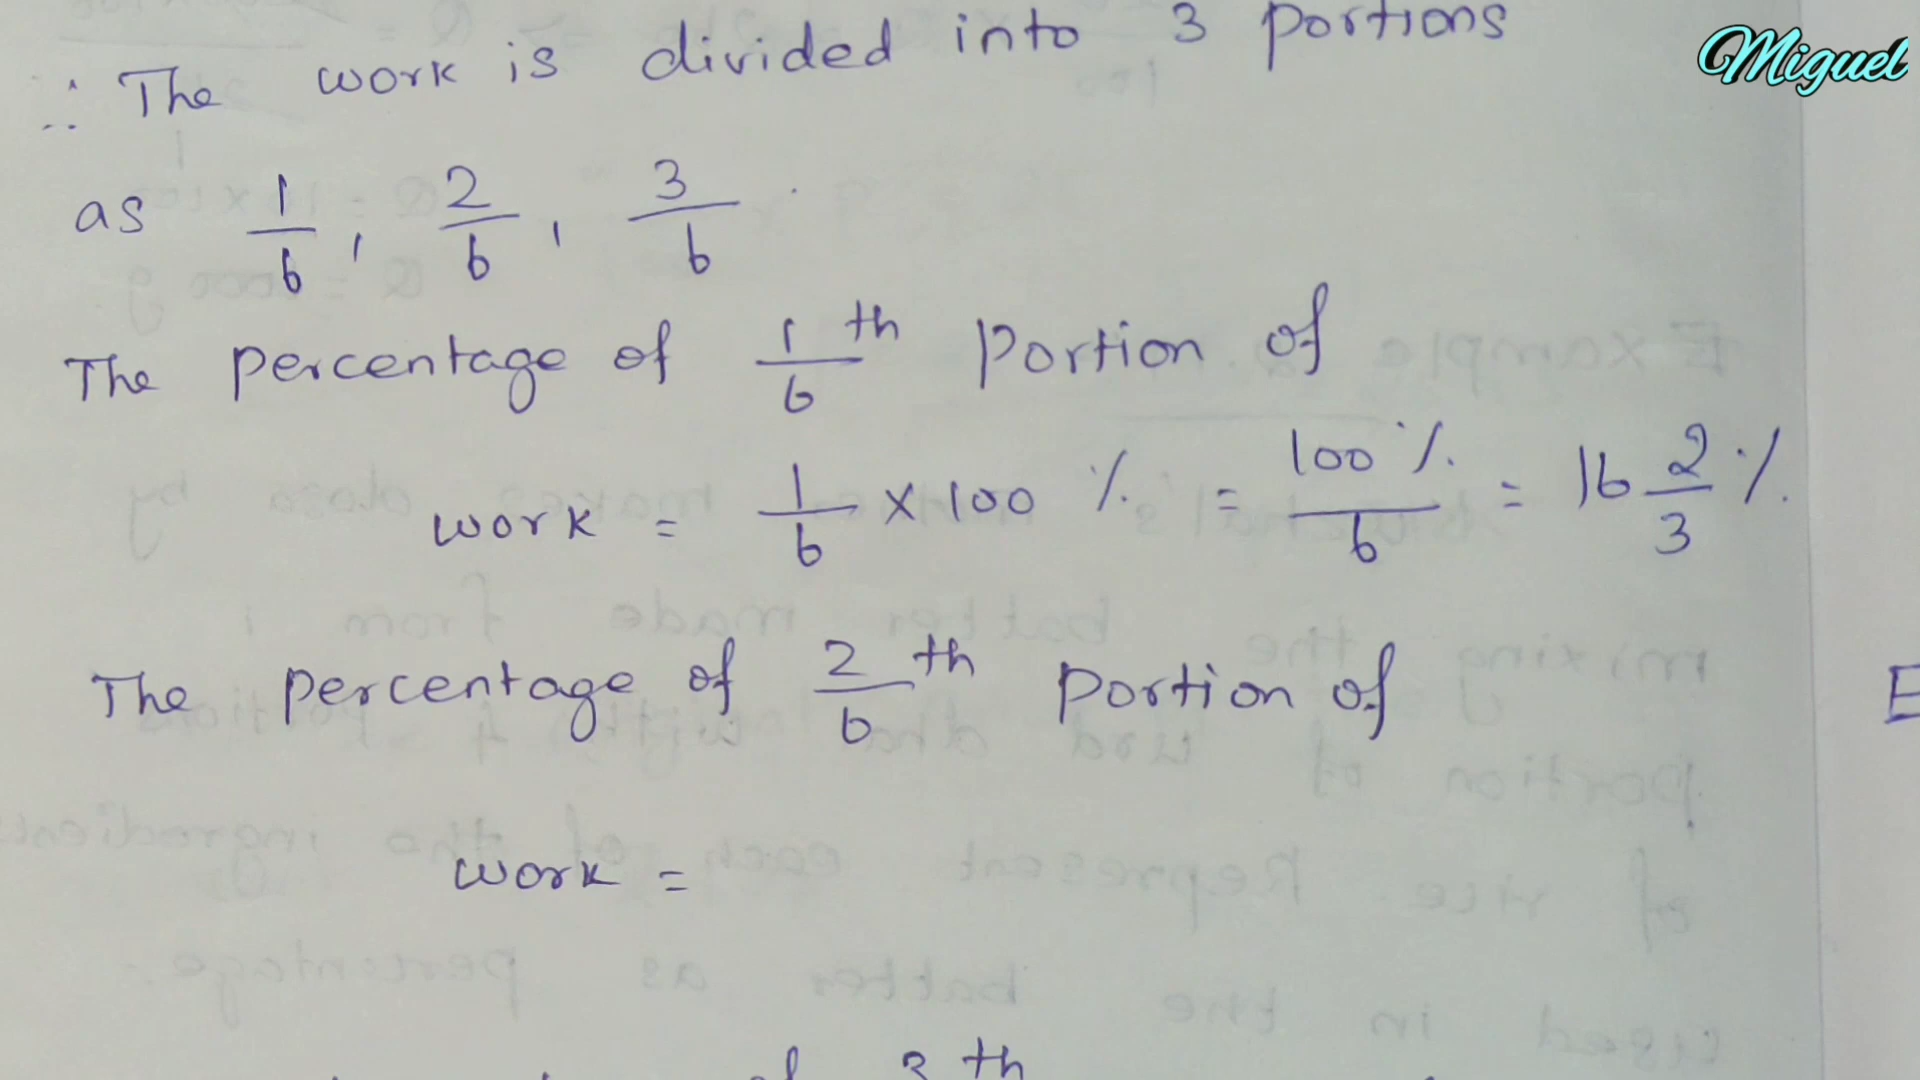 Miguel
∴ The work is divided into 3 portions
as 1/6, 2/6, 3/6
The percentage of 1/6 th portion of
work = 1/6 x 100 % = 100 % / 6 = 16 2/3 %
The percentage of 2/6 th portion of
work =
E
th